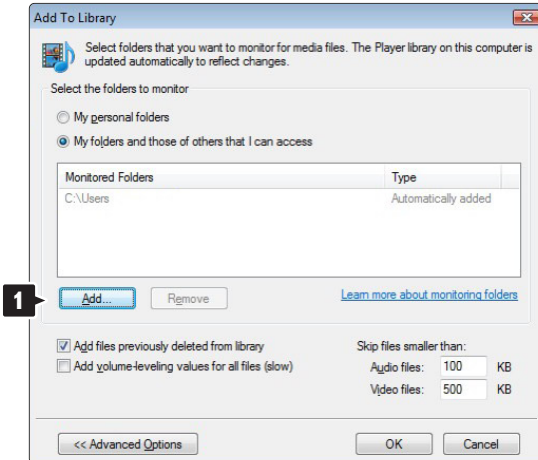 Add To Library
Select folders that you want to monitor for media files. The Player library on this computer is
updated automatically to reflect changes.
Select the folders to monitor
My personal folders
My folders and those of others that I can access
Monitored Folders Type
C:\Users Automatically added
1
Add... Remove Learn more about monitoring folders
Add files previously deleted from library Skip files smaller than:
Add volume-leveling values for all files (slow) Audio files: 100 KB
Video files: 500 KB
<< Advanced Options OK Cancel